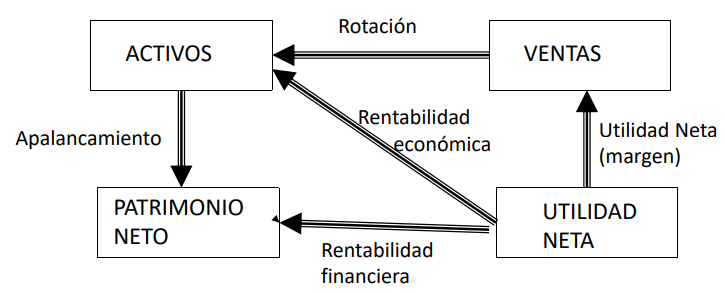 Rotación
ACTIVOS
VENTAS
Rentabilidad
económica
Apalancamiento
Utilidad Neta
(margen)
PATRIMONIO
NETO
UTILIDAD
NETA
Rentabilidad
financiera